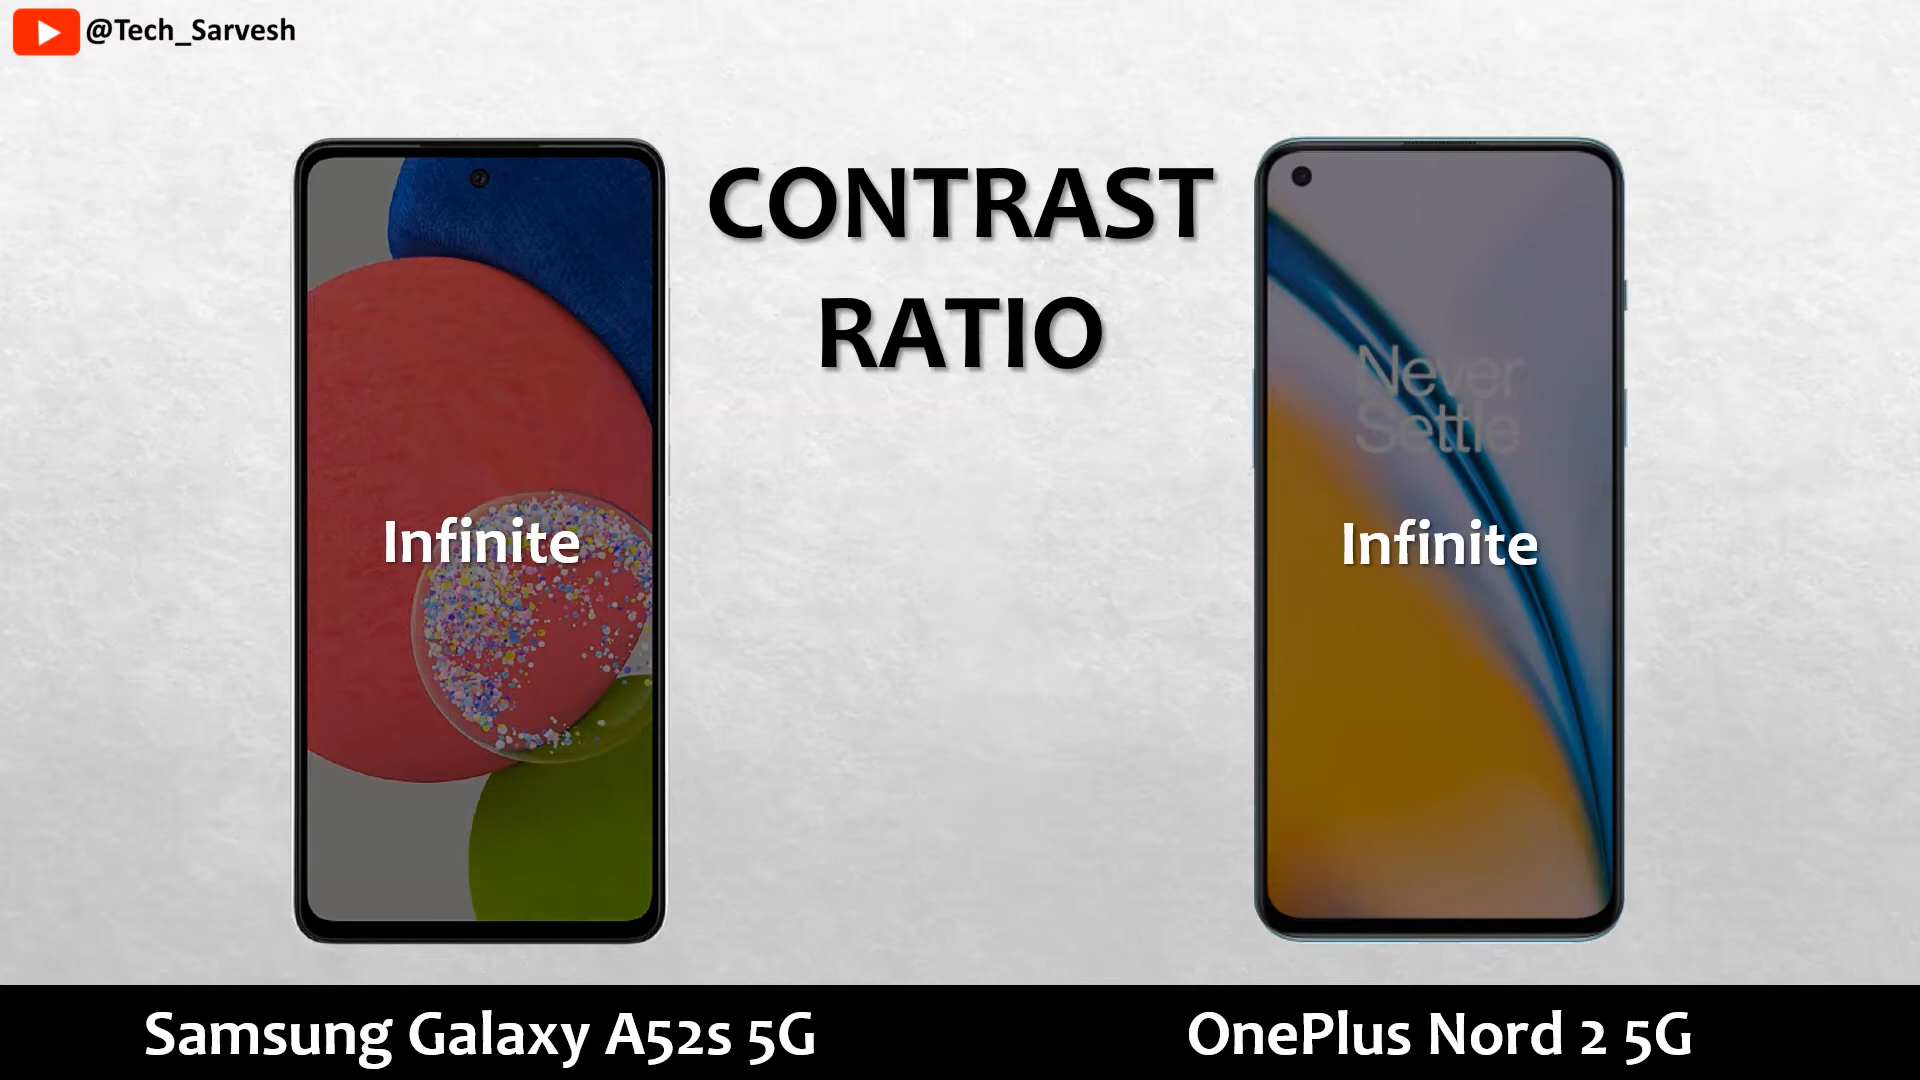 @Tech_Sarvesh
CONTRAST
RATIO
Never
Settle
Infinite
Infinite
Samsung Galaxy A52s 5G
OnePlus Nord 2 5G